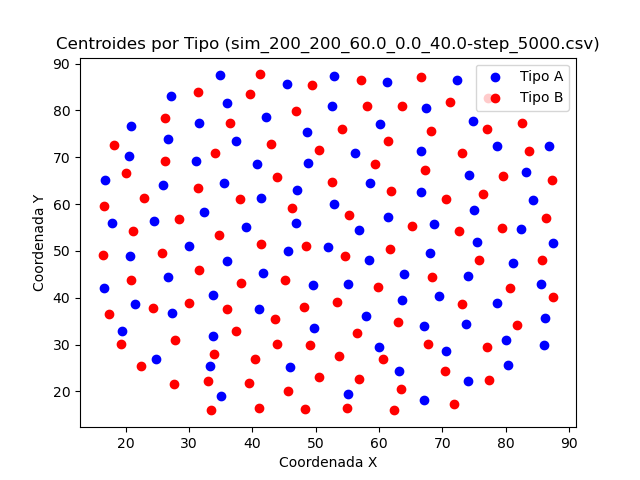 Centroides por Tipo (sim_200_200_60.0_0.0_40.0-step_5000.csv)
Tipo A
Tipo B
Coordenada Y
90
80
70
60
50
40
30
20
20 30 40 50 60 70 80 90
Coordenada X